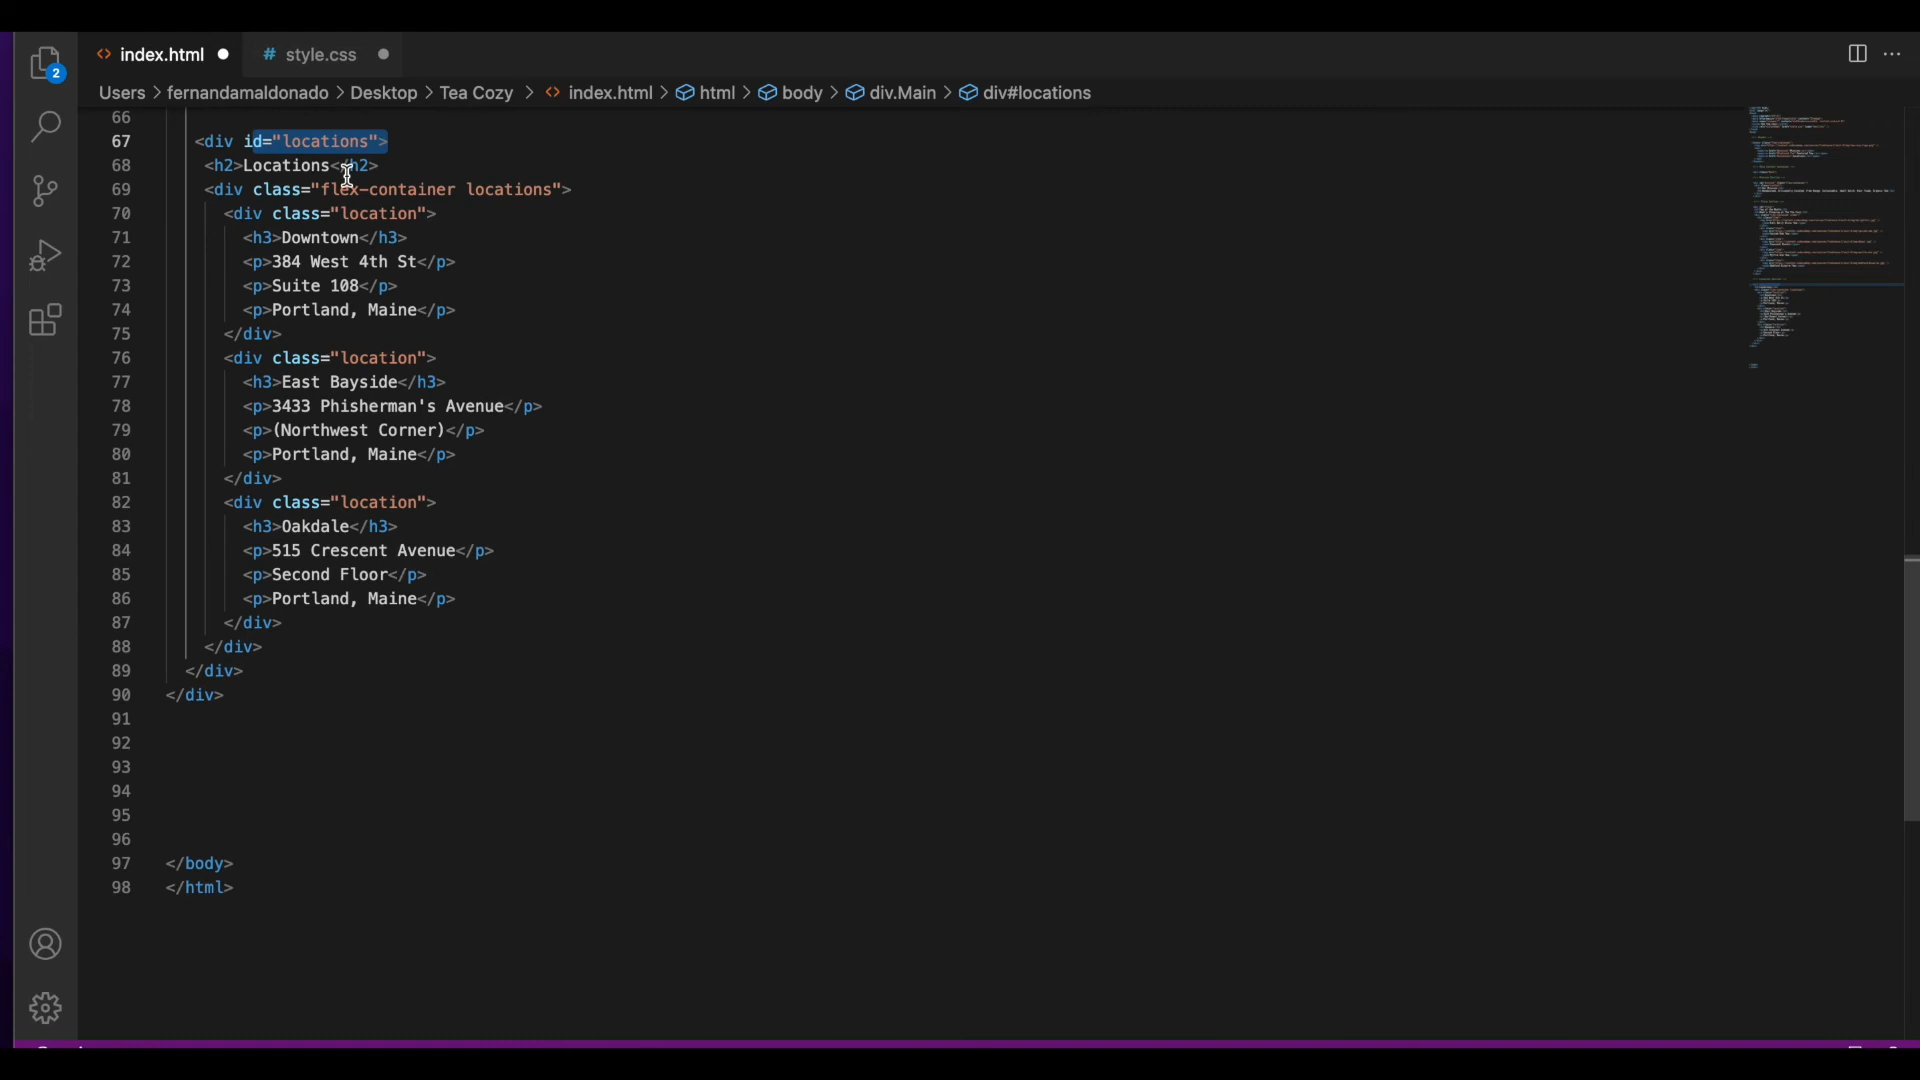 <> index.html ● # style.css ●
Users > fernandamaldonado > Desktop > Tea Cozy > <> index.html > html > body > div.Main > div#locations
2
66
67 <div id="locations">
68 <h2>Locations</h2>
69 <div class="flex-container locations">
70 <div class="location">
71 <h3>Downtown</h3>
72 <p>384 West 4th St</p>
73 <p>Suite 108</p>
74 <p>Portland, Maine</p>
75 </div>
76 <div class="location">
77 <h3>East Bayside</h3>
78 <p>3433 Phisherman's Avenue</p>
79 <p>(Northwest Corner)</p>
80 <p>Portland, Maine</p>
81 </div>
82 <div class="location">
83 <h3>Oakdale</h3>
84 <p>515 Crescent Avenue</p>
85 <p>Second Floor</p>
86 <p>Portland, Maine</p>
87 </div>
88 </div>
89 </div>
90 </div>
91
92
93
94
95
96
97 </body>
98 </html>